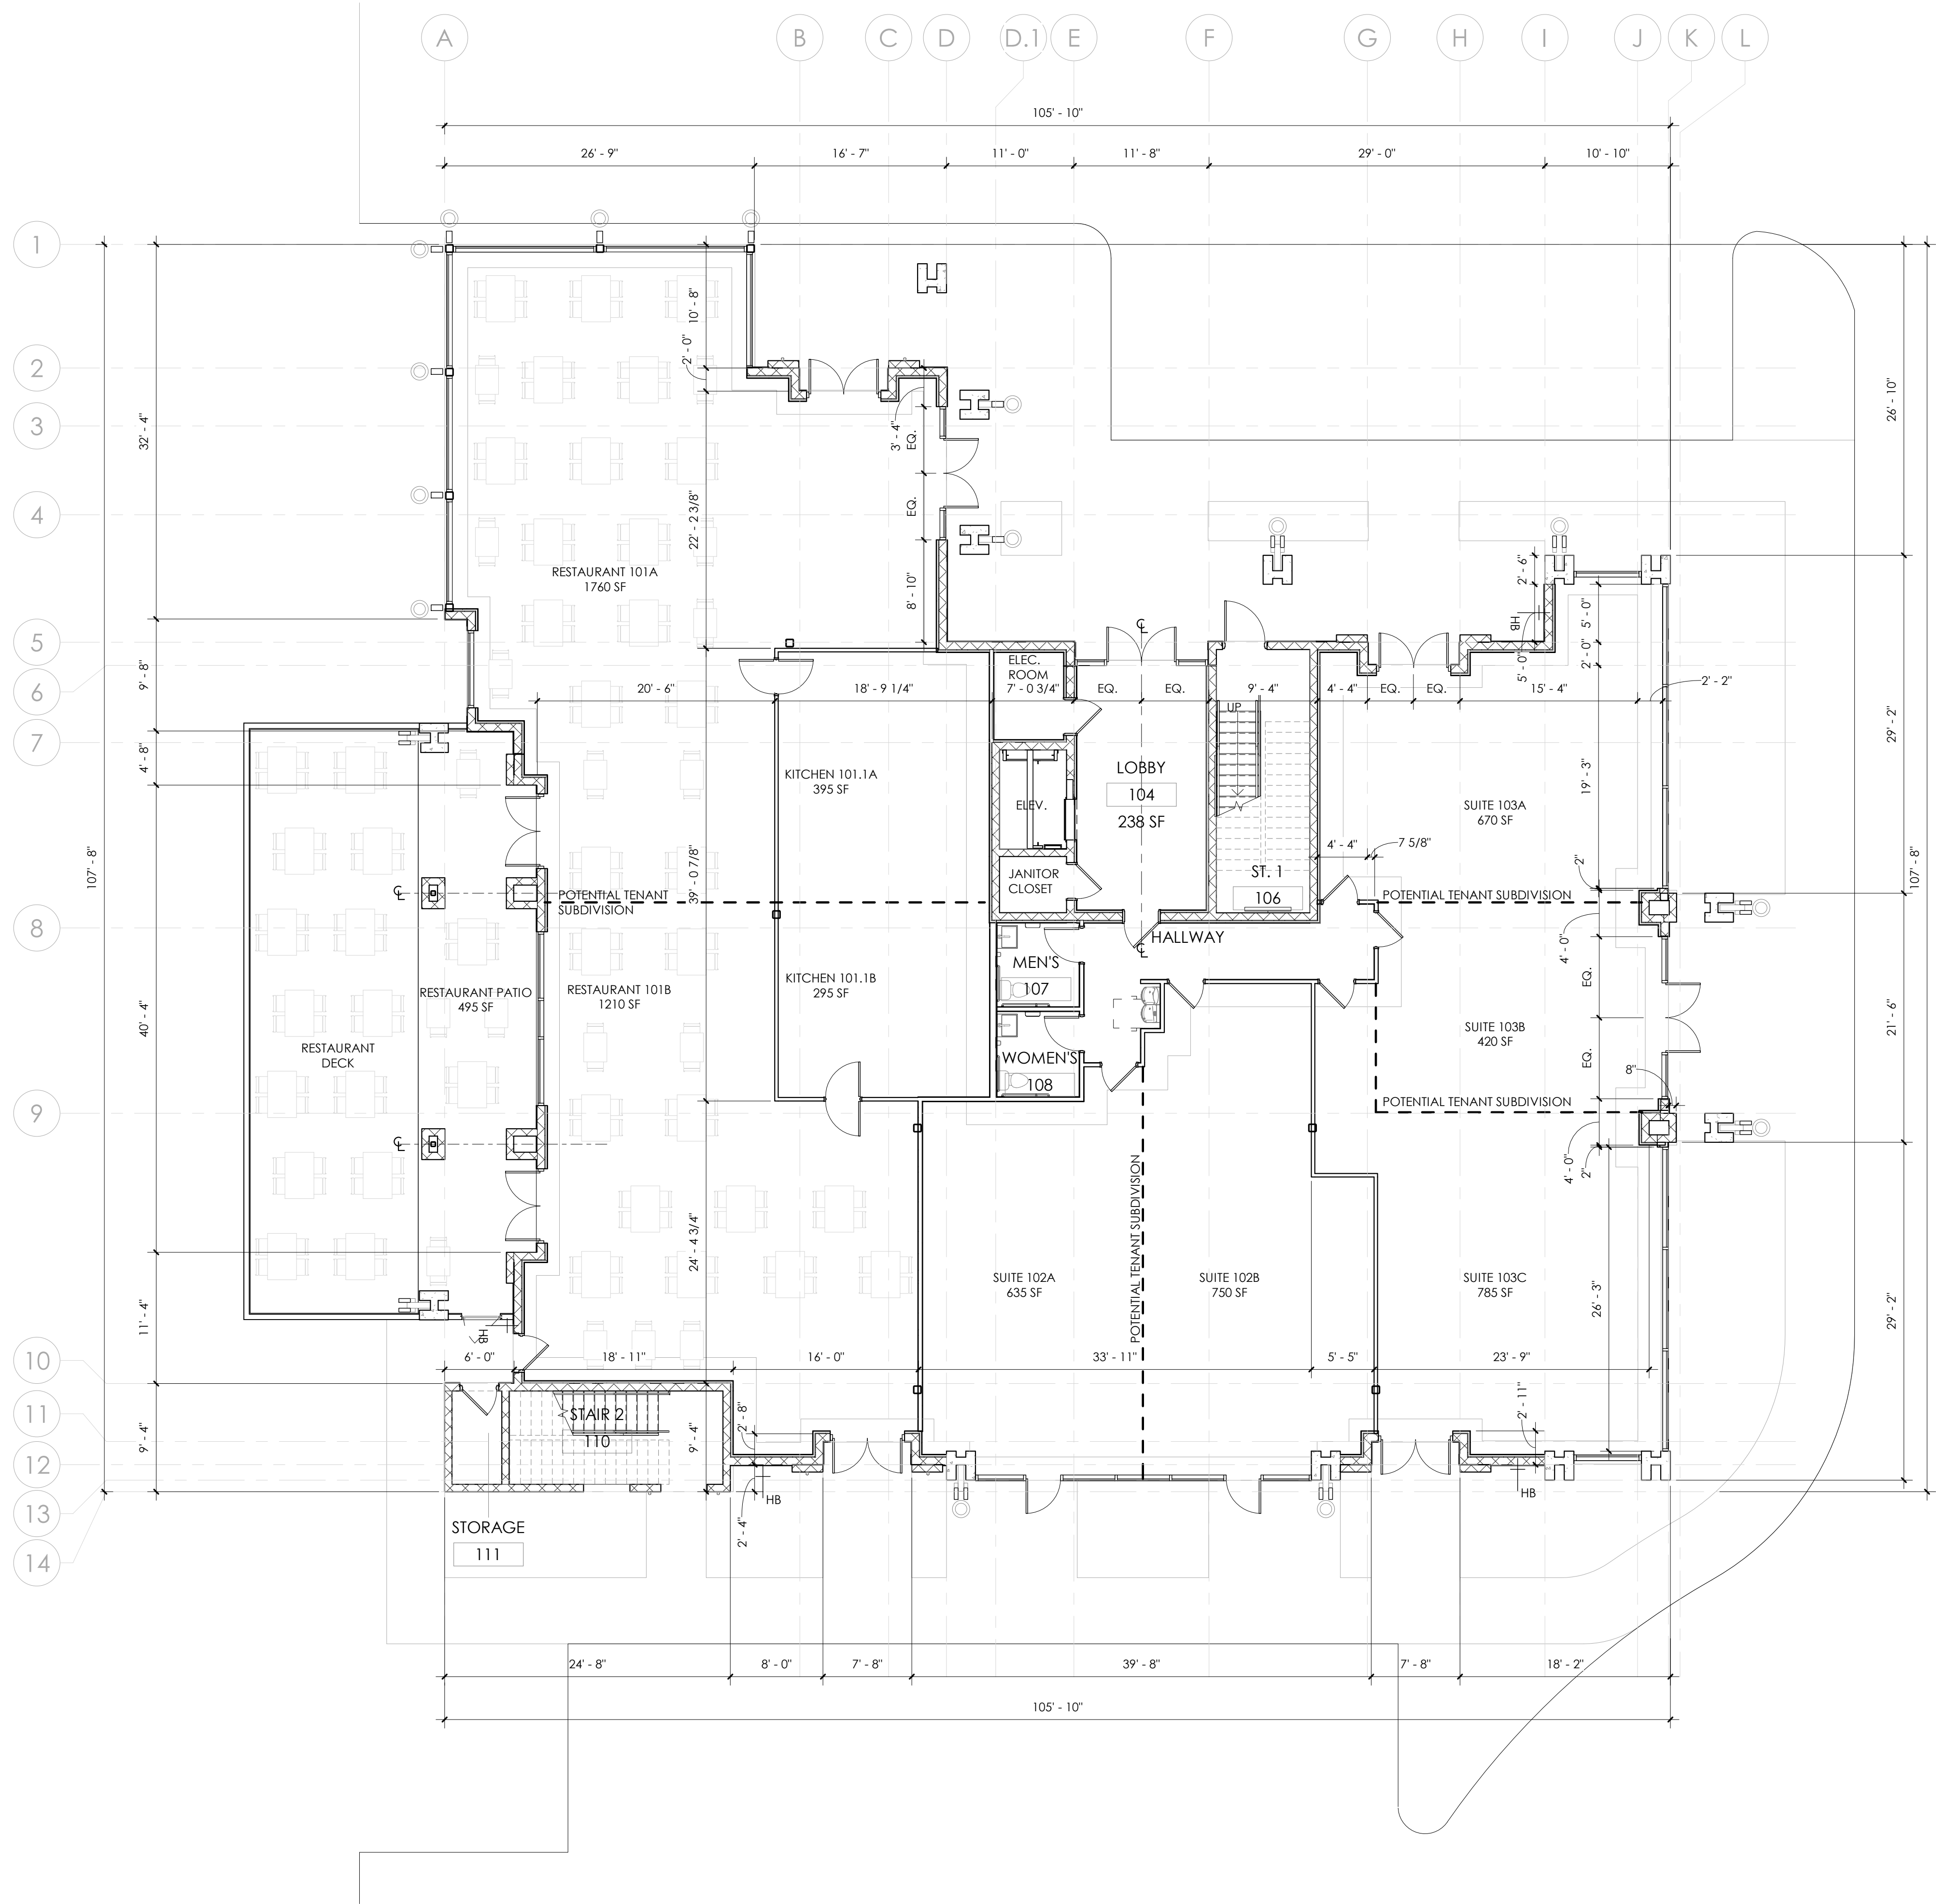 A
B
C
D
D.1
E
F
G
H
I
J
K
L
105' - 10"
26' - 9"
16' - 7"
11' - 0"
11' - 8"
29' - 0"
10' - 10"
1
2
3
4
5
6
7
8
9
10
11
12
13
14
107' - 8"
32' - 4"
9' - 8"
4' - 8"
40' - 4"
11' - 4"
9' - 4"
10' - 8"
2' - 0"
22' - 2 3/8"
39' - 0 7/8"
24' - 4 3/4"
9' - 4"
3' - 4"
EQ.
EQ.
8' - 10"
RESTAURANT 101A
1760 SF
20' - 6"
18' - 9 1/4"
ELEC.
ROOM
7' - 0 3/4"
CL
EQ.
EQ.
9' - 4"
UP
4' - 4"
EQ.
EQ.
15' - 4"
2' - 2"
2' - 6"
HB
5' - 0"
5' - 0"
2' - 0"
26' - 10"
29' - 2"
21' - 6"
29' - 2"
107' - 8"
KITCHEN 101.1A
395 SF
ELEV.
LOBBY
104
238 SF
SUITE 103A
670 SF
19' - 3"
4' - 4"
7 5/8"
JANITOR
CLOSET
ST. 1
106
2"
CL
POTENTIAL TENANT
SUBDIVISION
POTENTIAL TENANT SUBDIVISION
HALLWAY
CL
4' - 0"
EQ.
EQ.
MEN'S
107
KITCHEN 101.1B
295 SF
RESTAURANT PATIO
495 SF
RESTAURANT 101B
1210 SF
RESTAURANT
DECK
SUITE 103B
420 SF
WOMEN'S
108
8"
POTENTIAL TENANT SUBDIVISION
CL
4' - 0"
2"
POTENTIAL TENANT SUBDIVISION
SUITE 102A
635 SF
SUITE 102B
750 SF
SUITE 103C
785 SF
26' - 3"
HB
6' - 0"
18' - 11"
16' - 0"
33' - 11"
5' - 5"
23' - 9"
STAIR 2
110
2' - 8"
2' - 11"
HB
HB
2' - 4"
STORAGE
111
24' - 8"
8' - 0"
7' - 8"
39' - 8"
7' - 8"
18' - 2"
105' - 10"